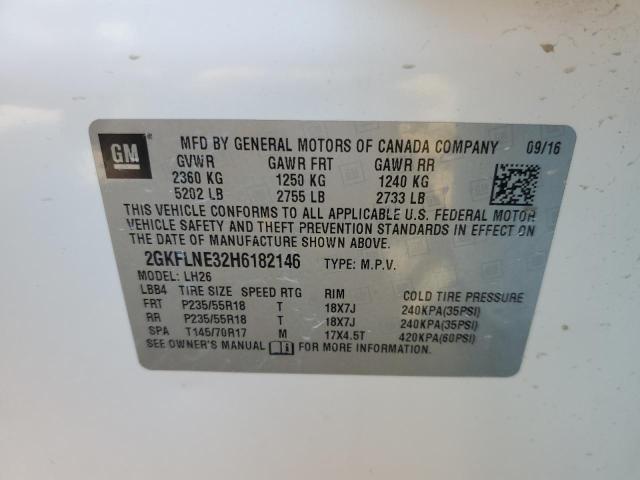 GM
MFD BY GENERAL MOTORS OF CANADA COMPANY 09/16
GVWR GAWR FRT GAWR RR
2360 KG 1250 KG 1240 KG
5202 LB 2755 LB 2733 LB
THIS VEHICLE CONFORMS TO ALL APPLICABLE U.S. FEDERAL MOTOR
VEHICLE SAFETY AND THEFT PREVENTION STANDARDS IN EFFECT ON
THE DATE OF MANUFACTURE SHOWN ABOVE.
2GKFLNE32H6182146 TYPE: M.P.V.
MODEL: LH26
LBB4 TIRE SIZE SPEED RTG RIM COLD TIRE PRESSURE
FRT P235/55R18 T 18X7J 240KPA(35PSI)
RR P235/55R18 T 18X7J 240KPA(35PSI)
SPA T145/70R17 M 17X4.5T 420KPA(60PSI)
SEE OWNER'S MANUAL FOR MORE INFORMATION.